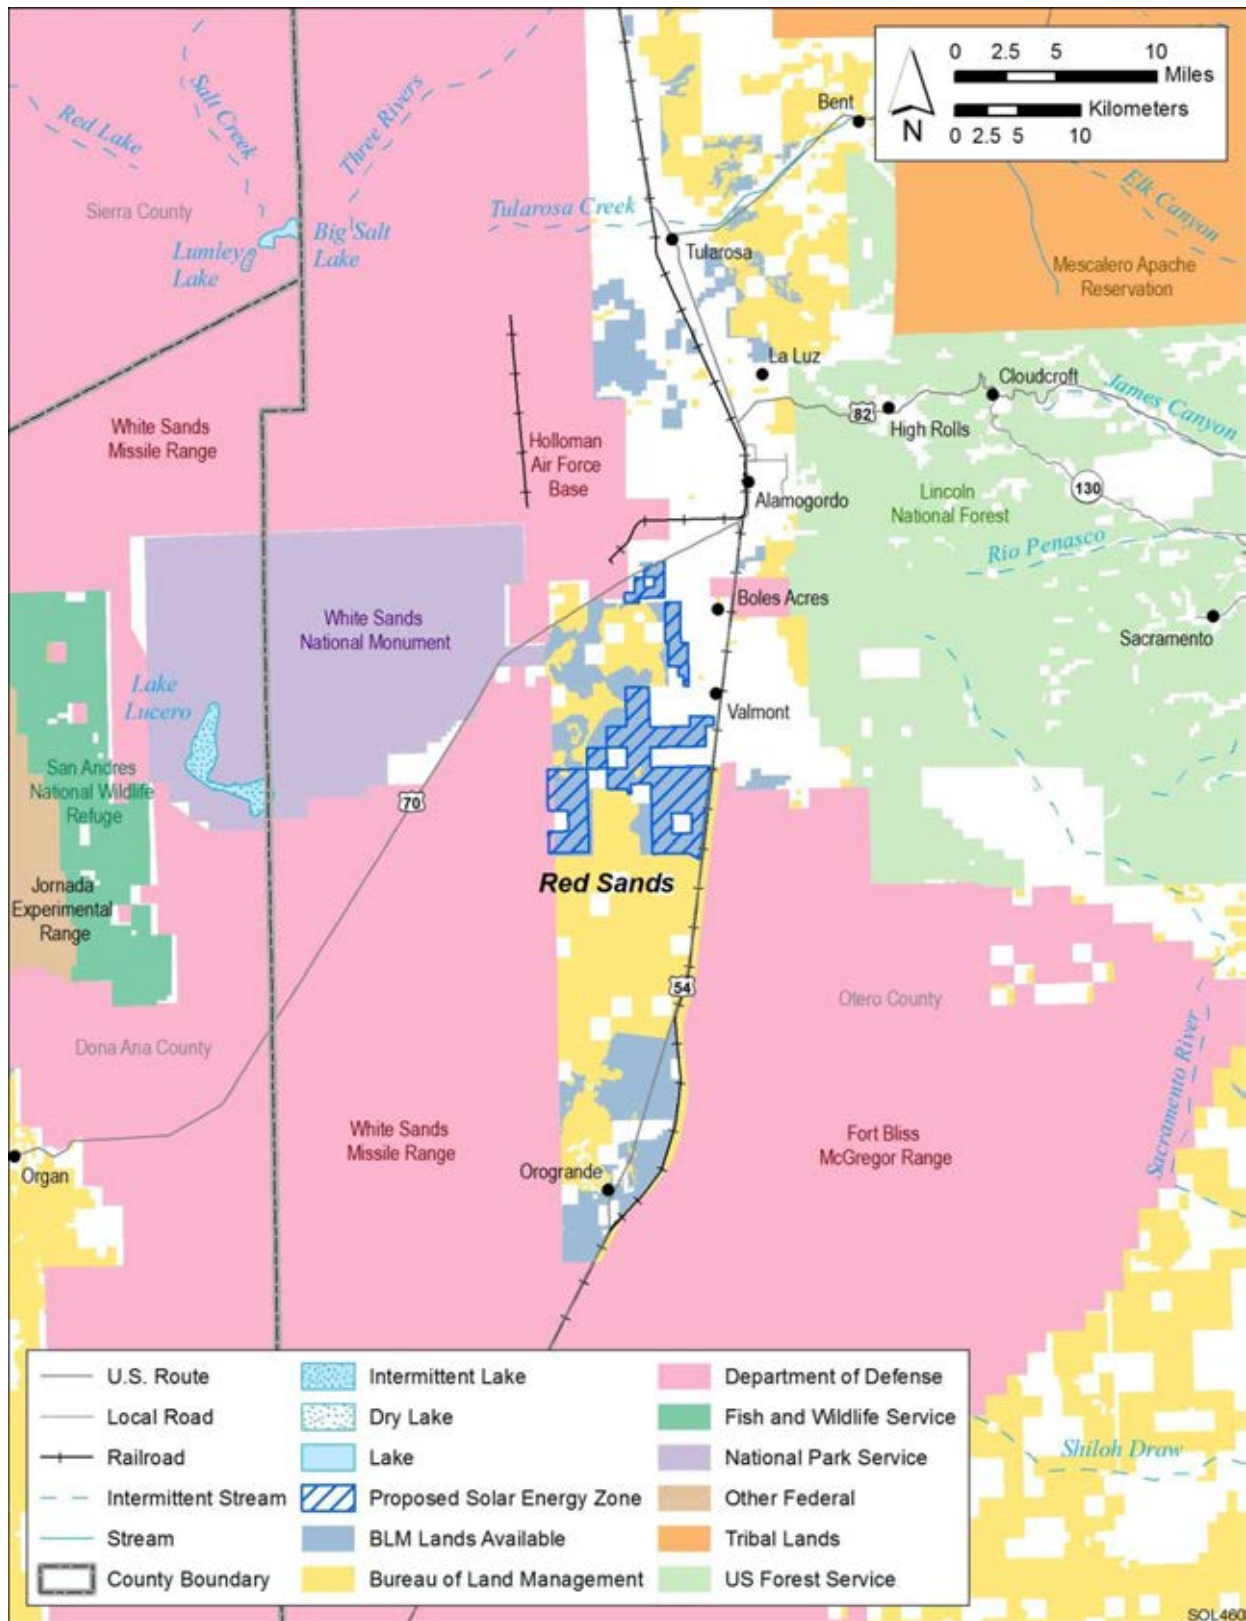 0 2.5 5 10
Miles
Kilometers
0 2.5 5 10
N
Bent
Salt Creek
Three Rivers
Red Lake
Elk Canyon
Sierra County
Tularosa Creek
Big Salt
Lake
Lumley
Lake
Tularosa
Mescalero Apache
Reservation
La Luz
Cloudcroft
James Canyon
82
High Rolls
White Sands
Missile Range
Holloman
Air Force
Base
130
Alamogordo
Lincoln
National Forest
Rio Penasco
White Sands
National Monument
Boles Acres
Sacramento
Lake
Lucero
Valmont
San Andres
National Wildlife
Refuge
70
Red Sands
Jornada
Experimental
Range
54
Otero County
Dona Ana County
Sacramento River
White Sands
Missile Range
Fort Bliss
McGregor Range
Organ
Orogrande
Shiloh Draw
U.S. Route
Local Road
Railroad
Intermittent Stream
Stream
County Boundary
Intermittent Lake
Dry Lake
Lake
Proposed Solar Energy Zone
BLM Lands Available
Bureau of Land Management
Department of Defense
Fish and Wildlife Service
National Park Service
Other Federal
Tribal Lands
US Forest Service